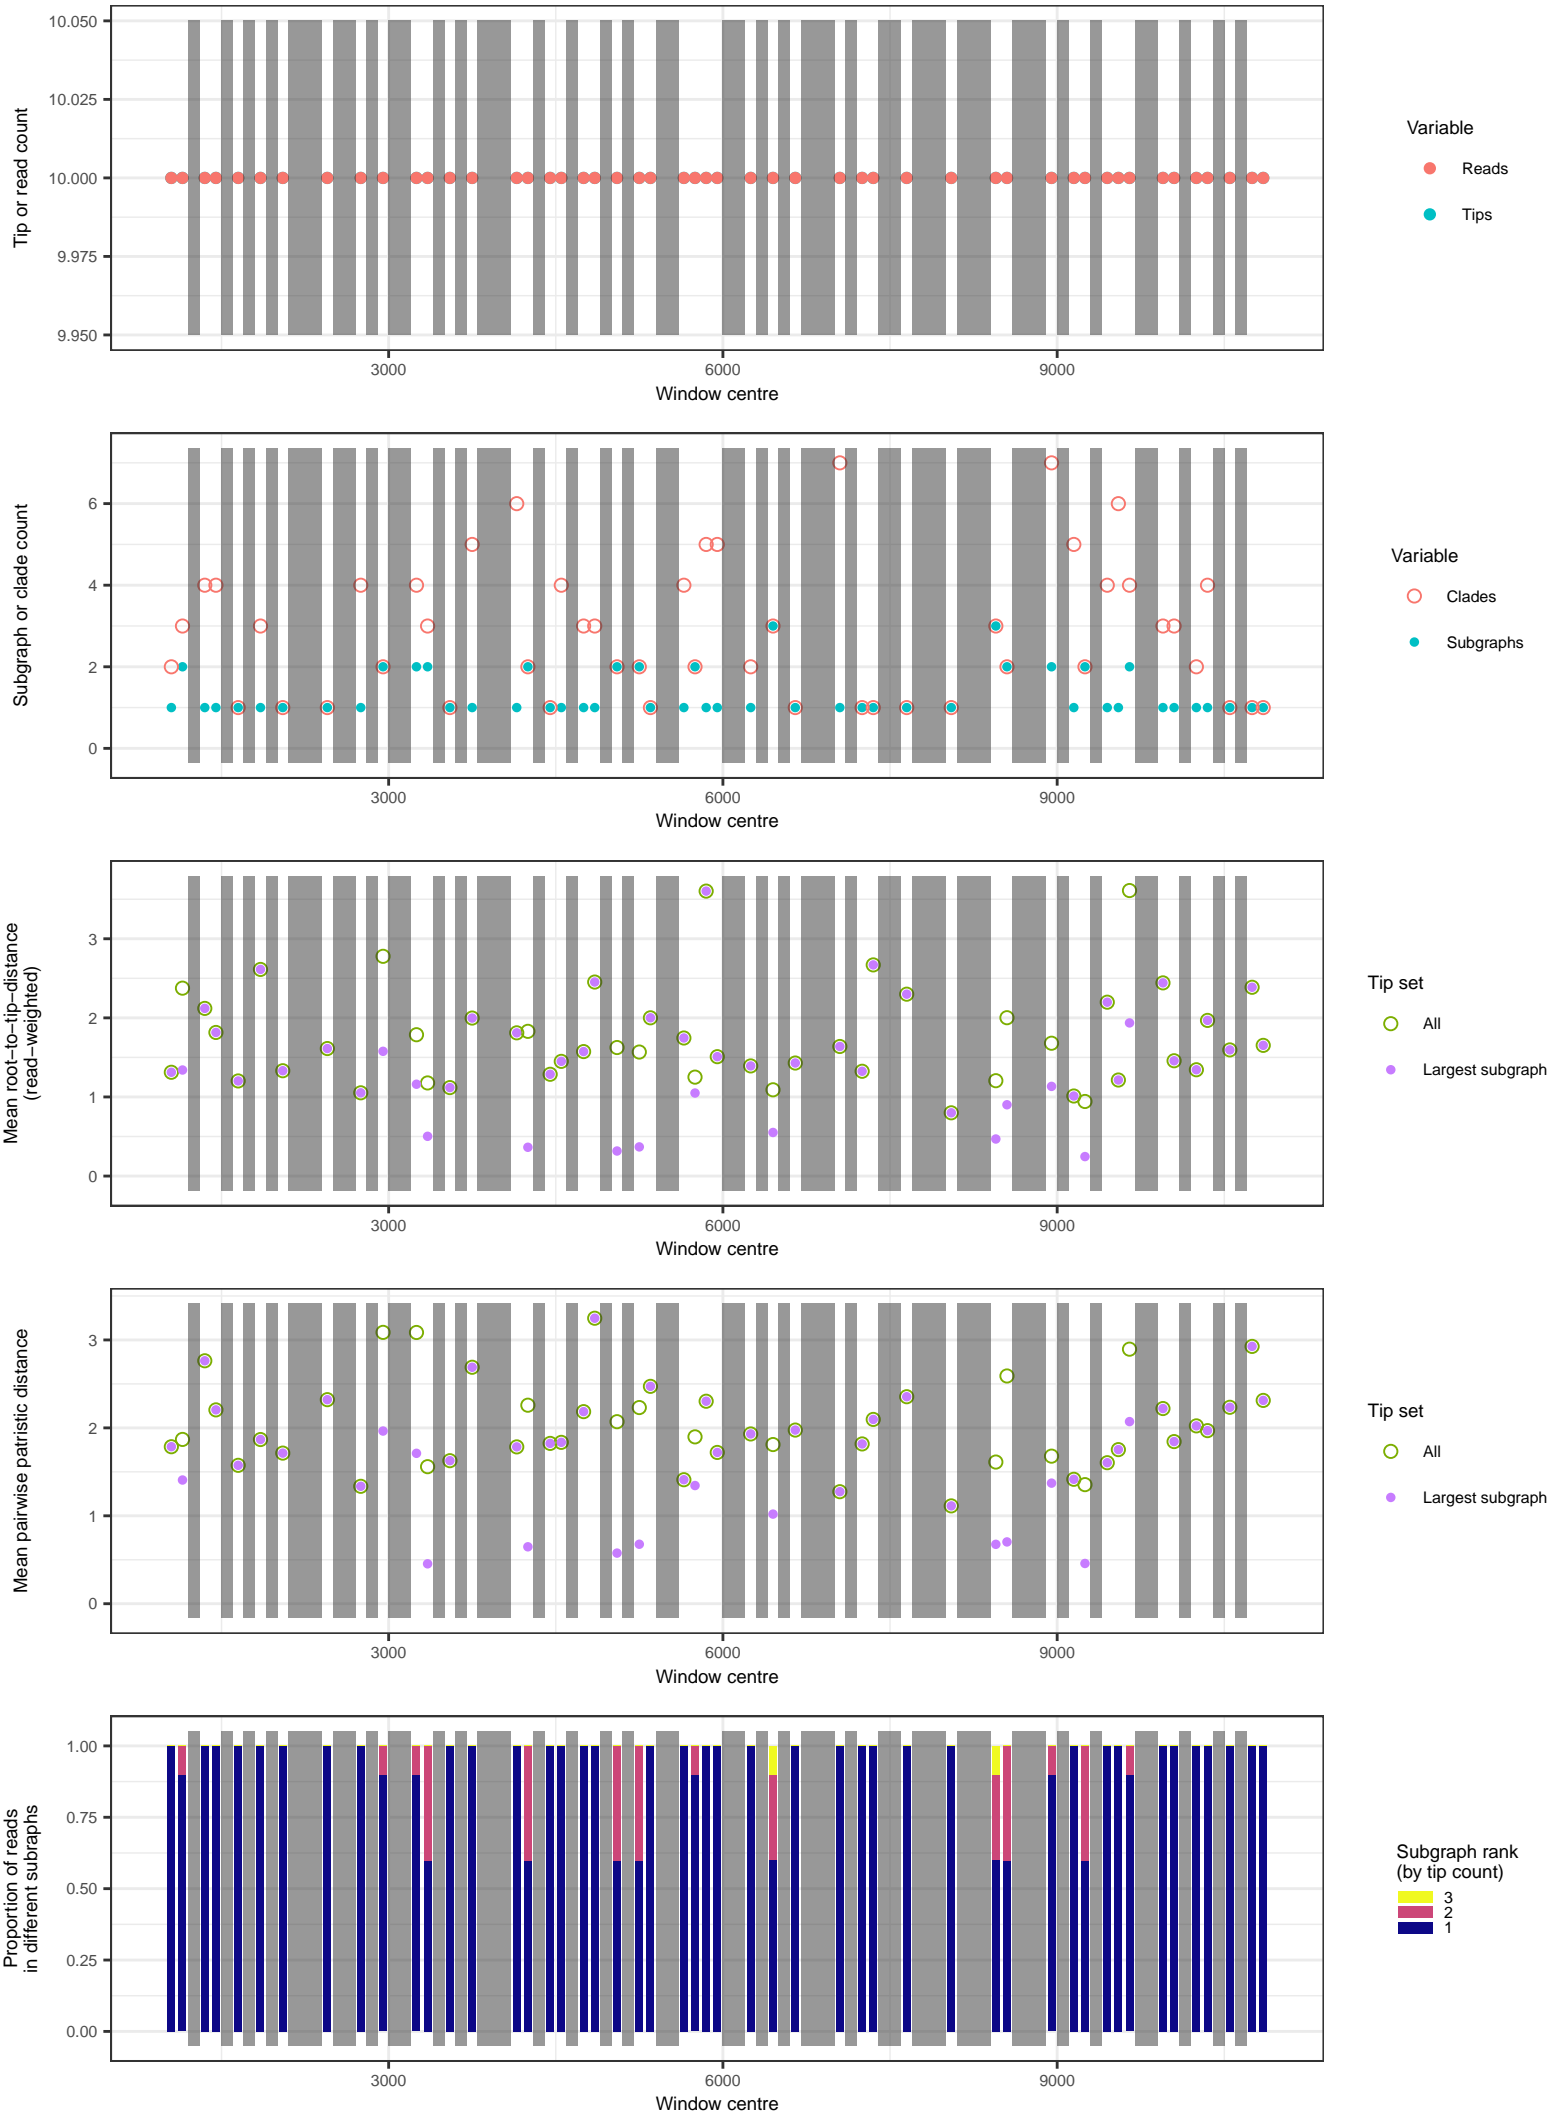 10.050
10.025
10.000
9.975
9.950
Tip or read count
3000
6000
9000
Window centre
Variable
Reads
Tips
6
4
2
0
Subgraph or clade count
3000
6000
9000
Window centre
Variable
Clades
Subgraphs
3
2
1
0
Mean root−to−tip−distance
(read−weighted)
3000
6000
9000
Window centre
Tip set
All
Largest subgraph
3
2
1
0
Mean pairwise patristic distance
3000
6000
9000
Window centre
Tip set
All
Largest subgraph
1.00
0.75
0.50
0.25
0.00
Proportion of reads
in different subraphs
3000
6000
9000
Window centre
Subgraph rank
(by tip count)
3
2
1